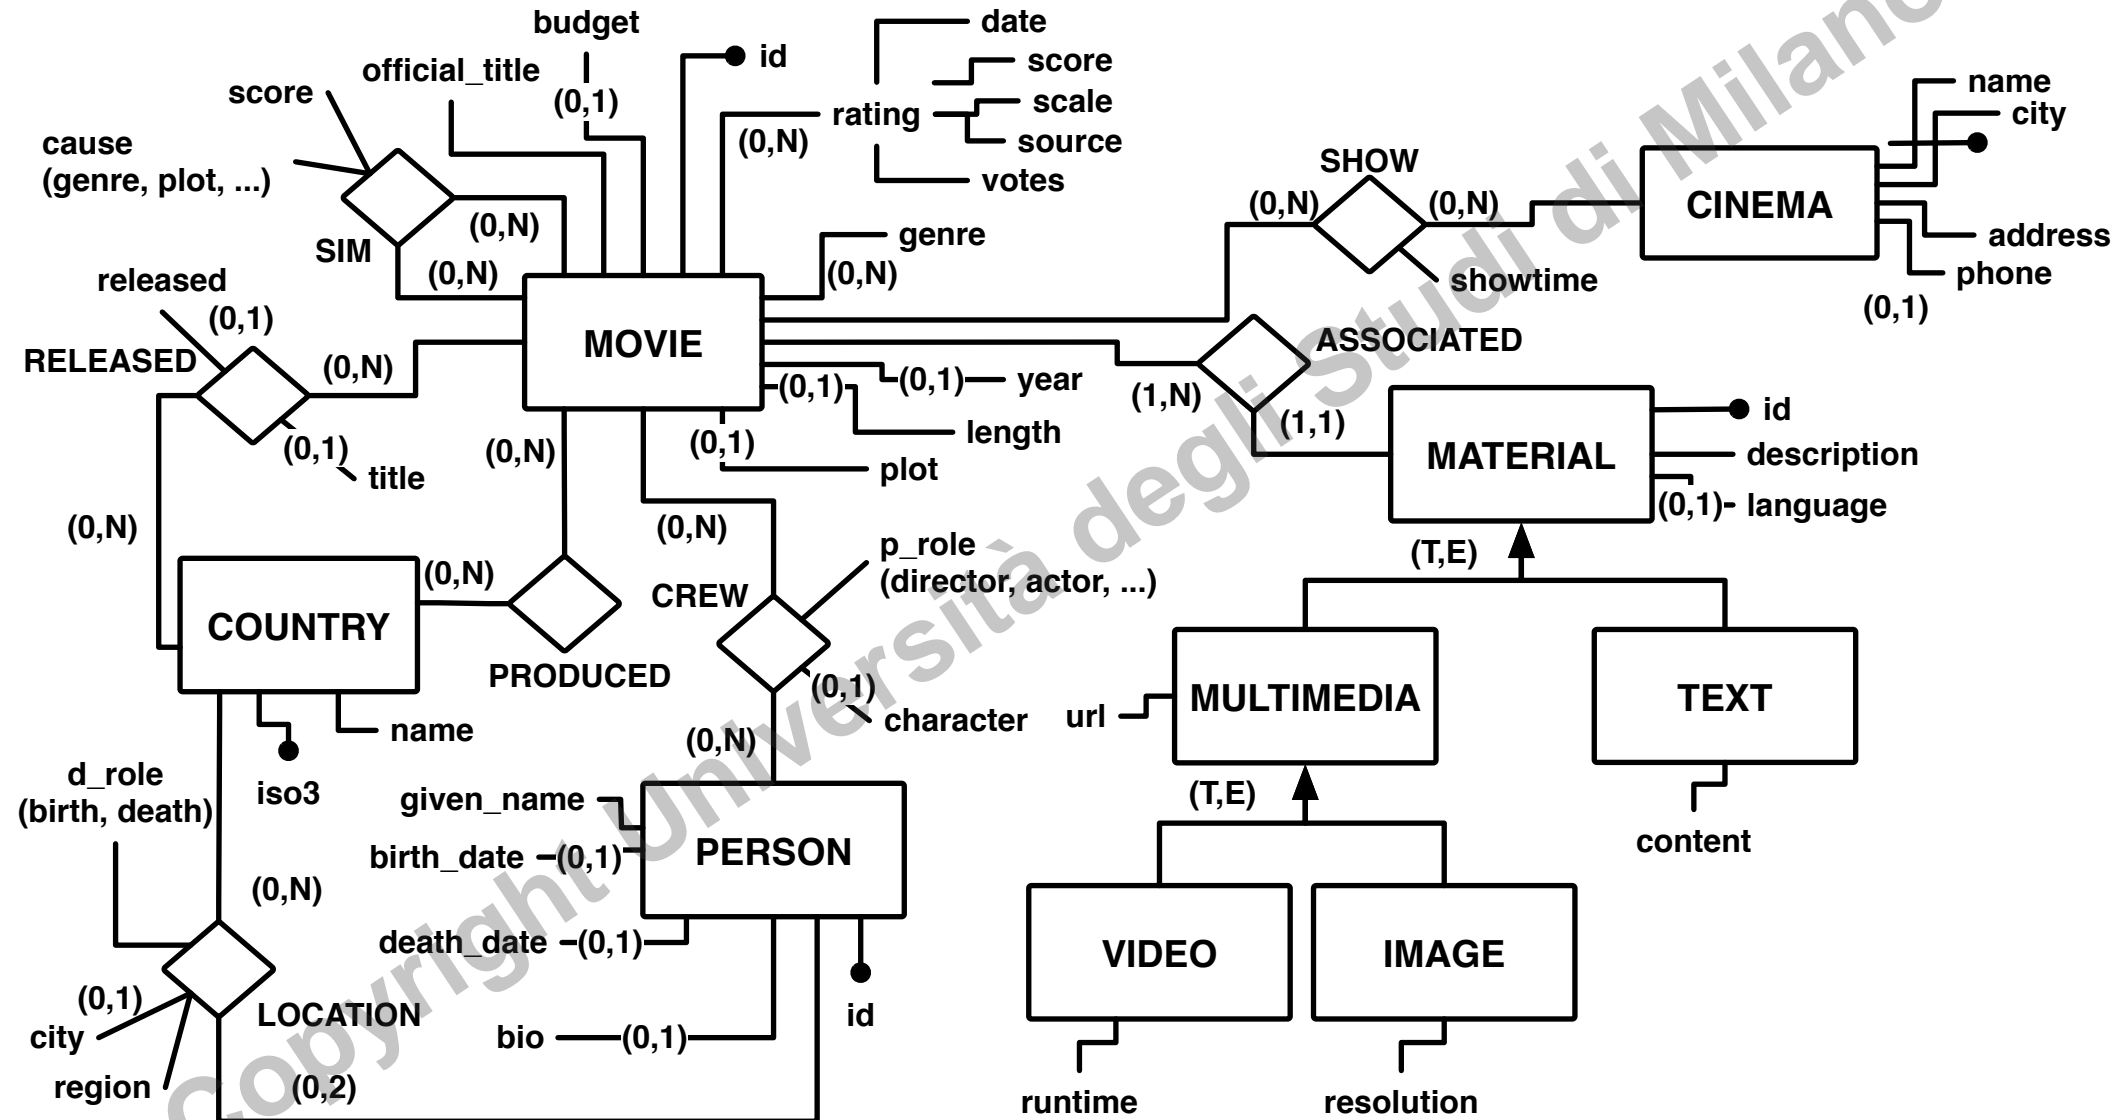 budget
date
id
score
official_title
score
(0,1)
scale
name
rating
city
cause
(genre, plot, ...)
(0,N)
source
SHOW
votes
(0,N)
(0,N)
CINEMA
(0,N)
SIM
genre
address
(0,N)
(0,N)
released
showtime
phone
(0,1)
(0,1)
RELEASED
(0,N)
MOVIE
ASSOCIATED
(0,1)
(0,1)
year
(1,N)
(0,1)
title
(0,N)
(0,1)
length
plot
(1,1)
id
MATERIAL
description
(0,1)
language
(0,N)
(0,N)
p_role
(director, actor, ...)
(T,E)
(0,N)
CREW
COUNTRY
PRODUCED
(0,1)
character
url
MULTIMEDIA
TEXT
name
(0,N)
d_role
(birth, death)
iso3
given_name
(T,E)
birth_date
(0,1)
PERSON
content
(0,N)
death_date
(0,1)
VIDEO
IMAGE
(0,1)
LOCATION
id
city
bio
(0,1)
region
(0,2)
runtime
resolution
Copyright Università degli Studi di Milano